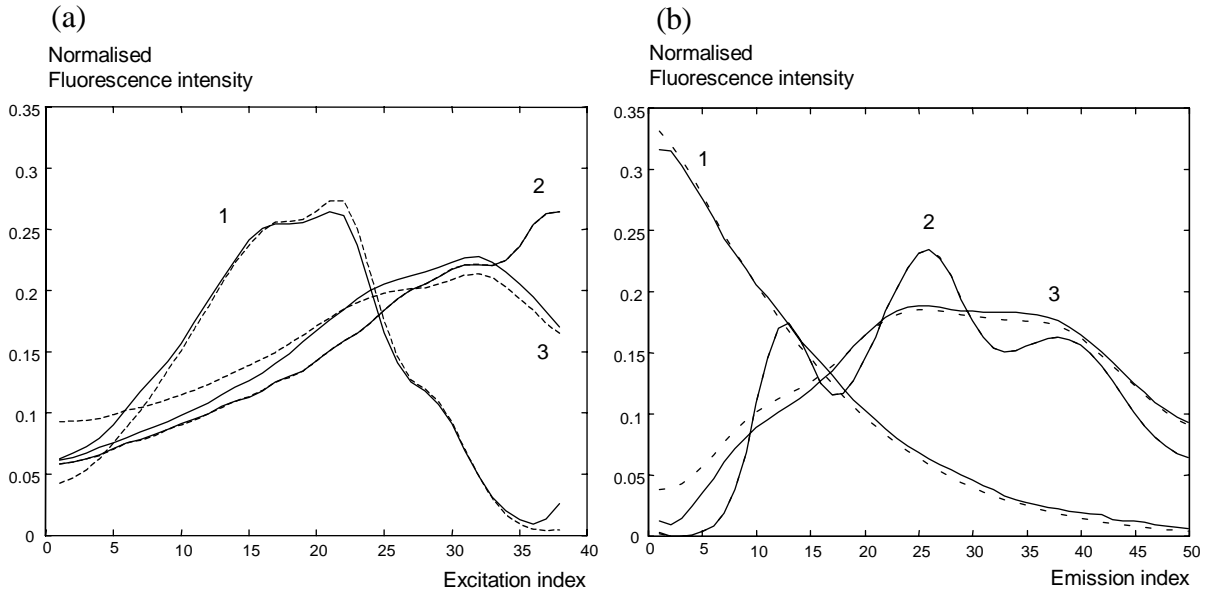 (a)
Normalised
Fluorescence intensity
0.35
0.3
0.25
0.2
0.15
0.1
0.05
0
0 5 10 15 20 25 30 35 40
1
2
3
Excitation index
(b)
Normalised
Fluorescence intensity
0.35
0.3
0.25
0.2
0.15
0.1
0.05
0
0 5 10 15 20 25 30 35 40 45 50
1
2
3
Emission index